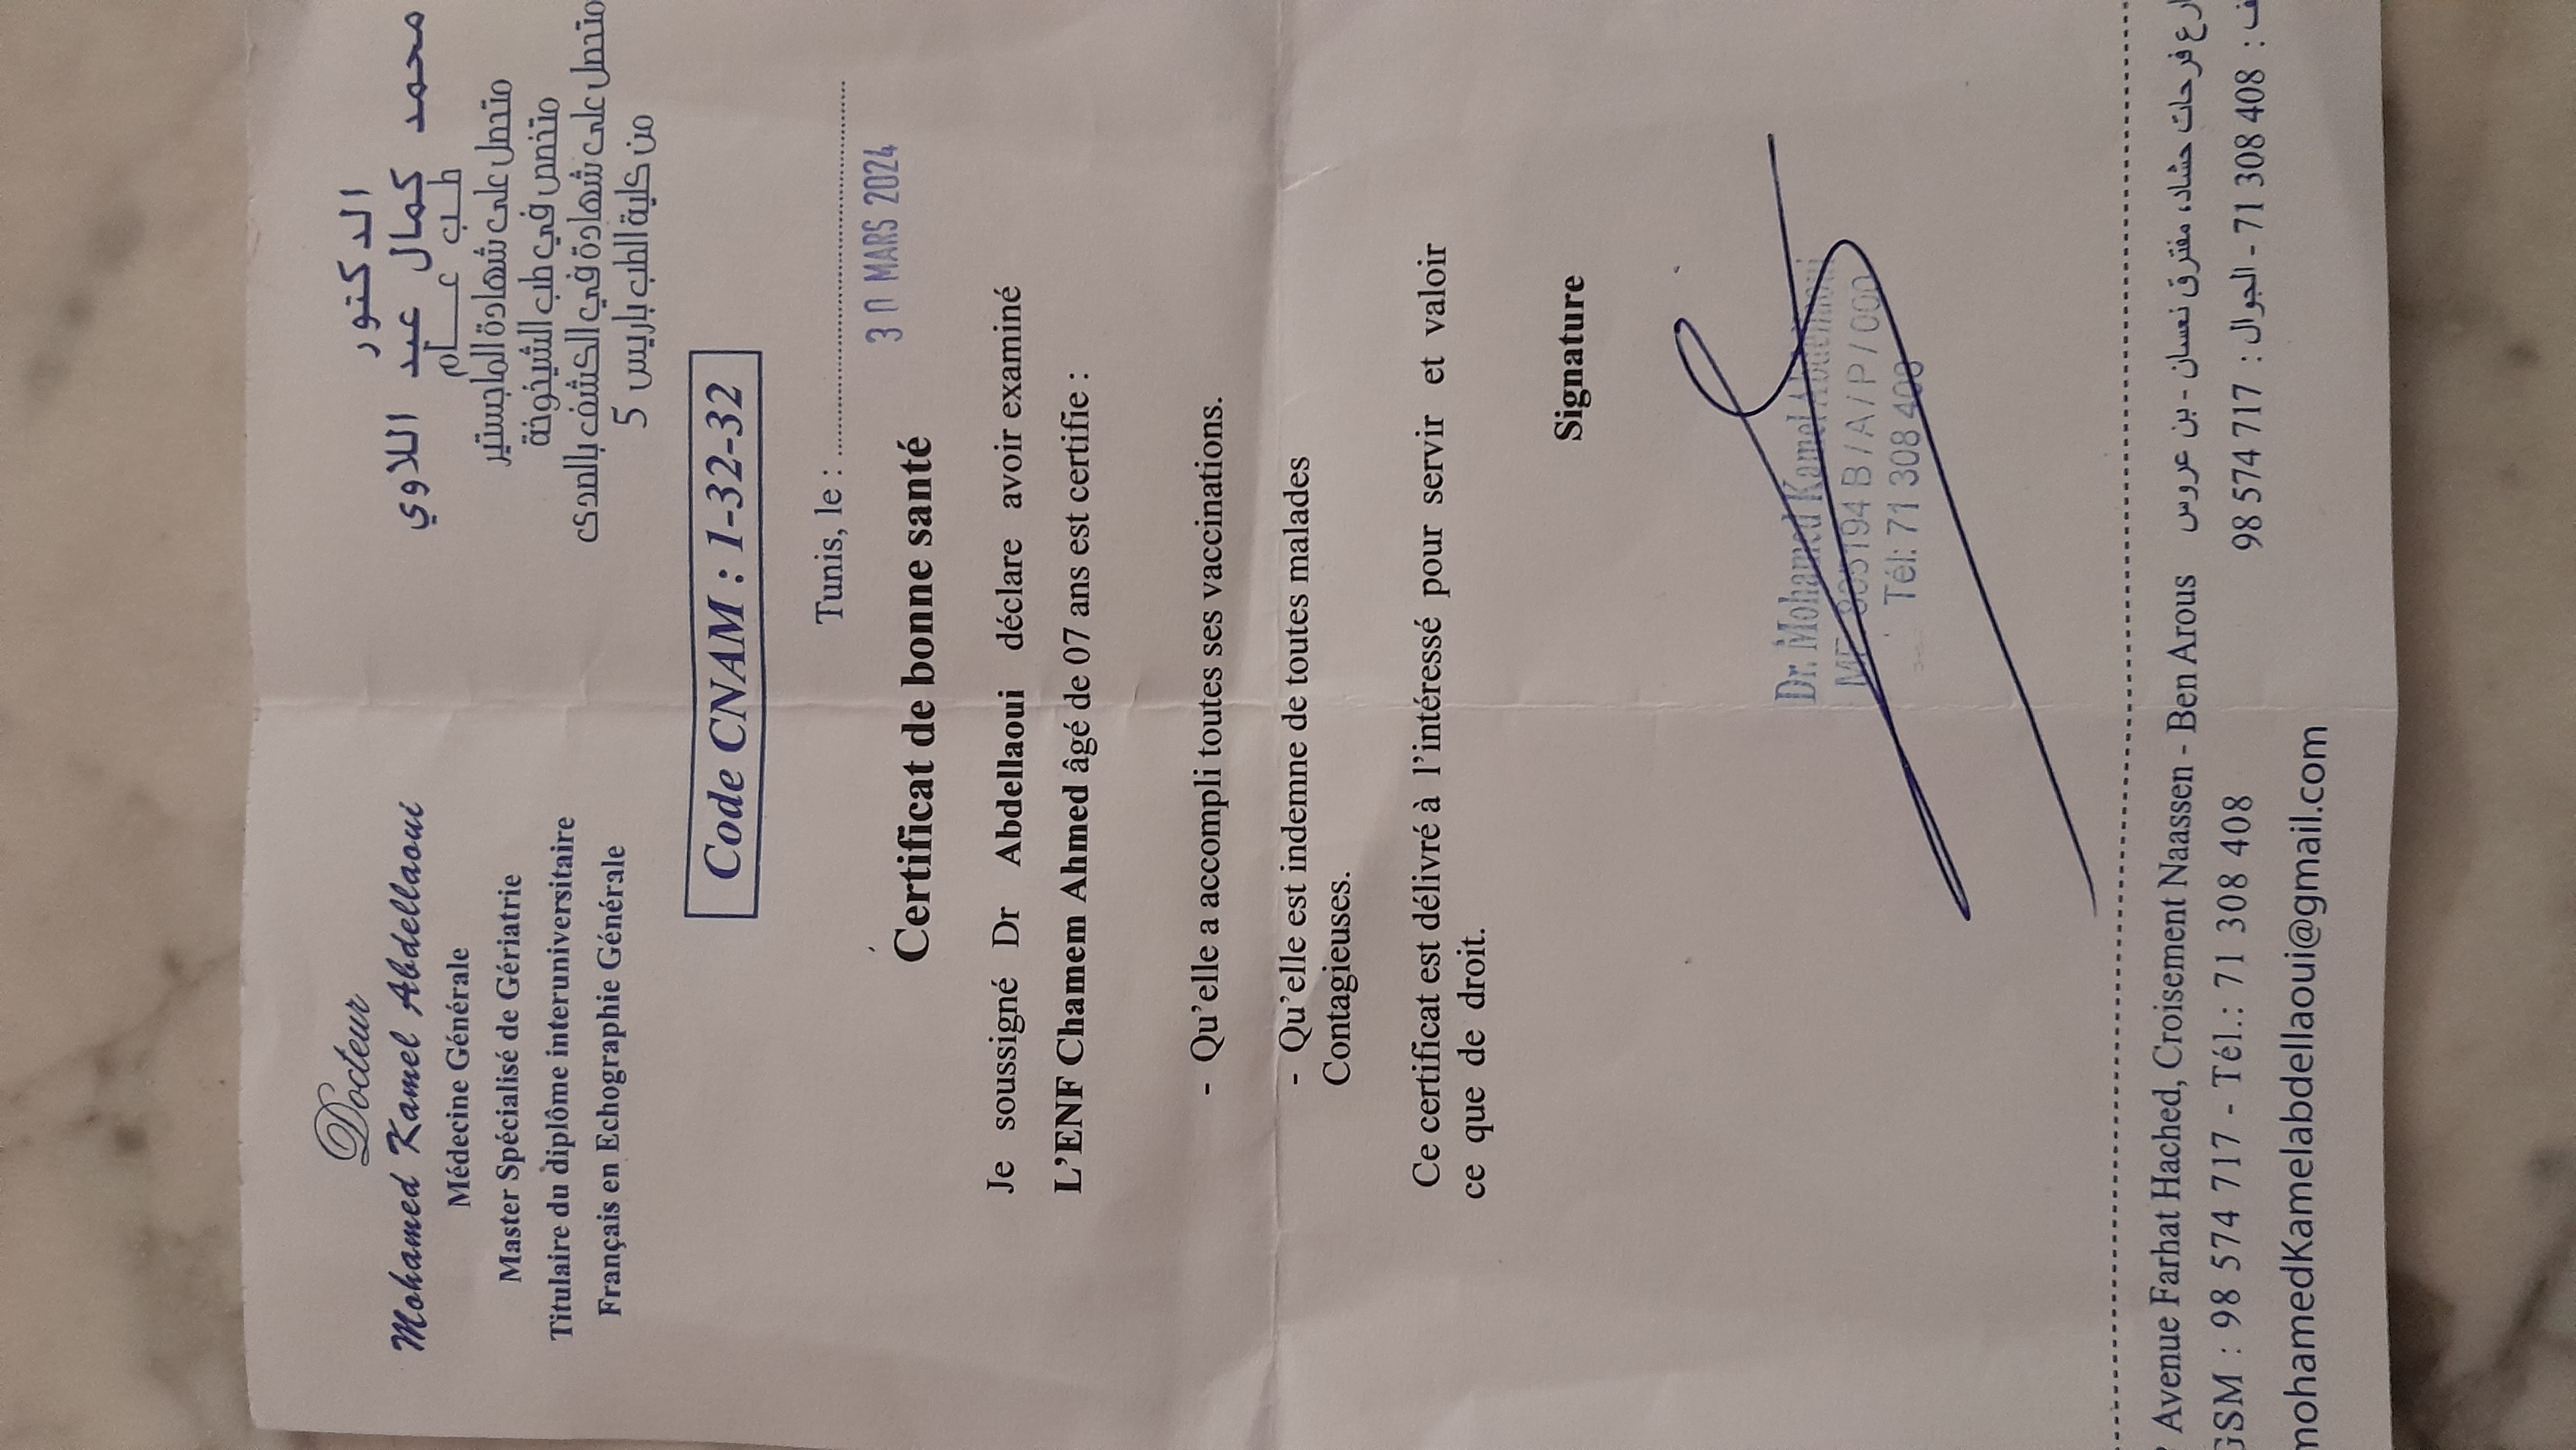 Docteur
Mohamed Kamel Abdellaoui
Médecine Générale
Master Spécialisé de Gériatrie
Titulaire du diplôme interuniversitaire
Français en Echographie Générale
الدكتور
محمد كمال عبد اللاوي
طب عــــام
متحصل على شهادة الماجستير
متخصص في طب الشيخوخة
متحصل على شهادة في الكشف بالصدى
من كلية الطب باريس 5
Code CNAM : 1-32-32
Tunis, le :
30 MARS 2024
Certificat de bonne santé
Je soussigné Dr Abdellaoui déclare avoir examiné
L'ENF Chamem Ahmed âgé de 07 ans est certifie :
- Qu'elle a accompli toutes ses vaccinations.
- Qu'elle est indemne de toutes malades
Contagieuses.
Ce certificat est délivré à l'intéressé pour servir et valoir
ce que de droit.
Signature
Dr. Mohamed Kamel Abdellaoui
Tél: 71 308 408
Avenue Farhat Hached, Croisement Naassen - Ben Arous
فرحات حشاد، مفترق نعسان - بن عروس
GSM : 98 574 717 - Tél.: 71 308 408
71 308 408 - الجوال : 98 574 717
mohamedKamelabdellaoui@gmail.com